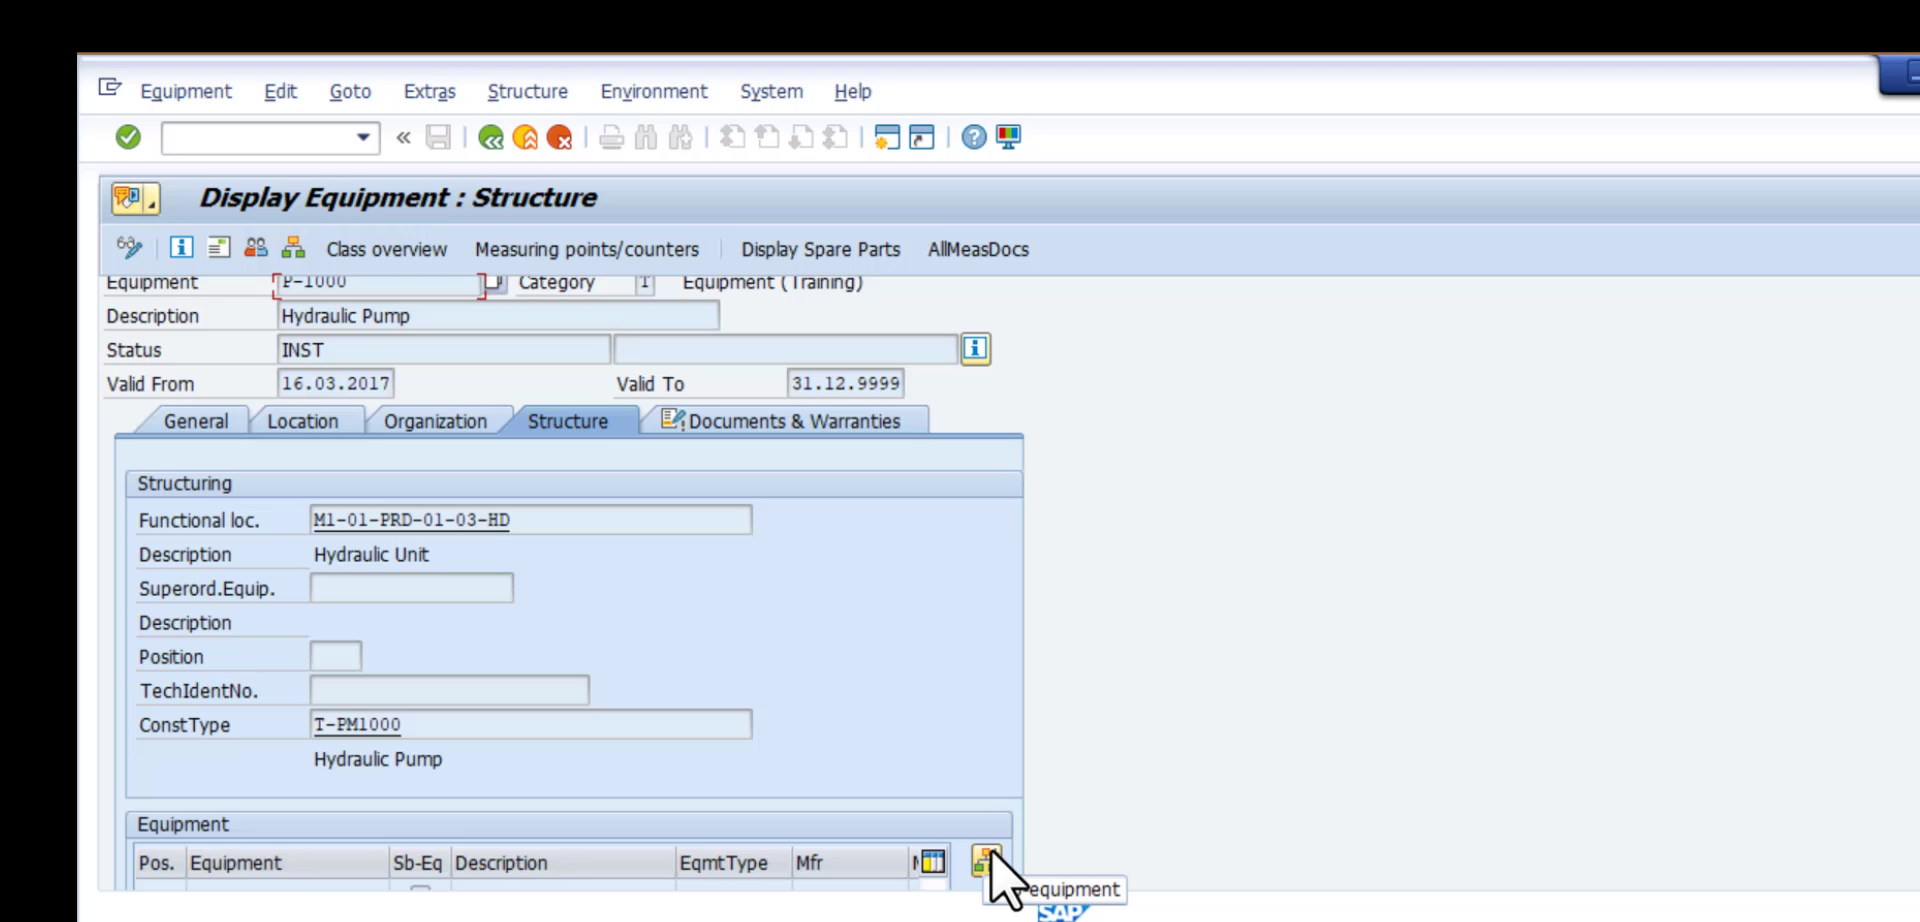 Equipment Edit Goto Extras Structure Environment System Help
Display Equipment : Structure
Class overview Measuring points/counters Display Spare Parts AllMeasDocs
Equipment P-1000 Category T Equipment (Training)
Description Hydraulic Pump
Status INST
Valid From 16.03.2017 Valid To 31.12.9999
General Location Organization Structure Documents & Warranties
Structuring
Functional loc. M1-01-PRD-01-03-HD
Description Hydraulic Unit
Superord.Equip.
Description
Position
TechIdentNo.
ConstType T-PM1000
Hydraulic Pump
Equipment
Pos. Equipment Sb-Eq Description EqmtType Mfr
equipment
SAP